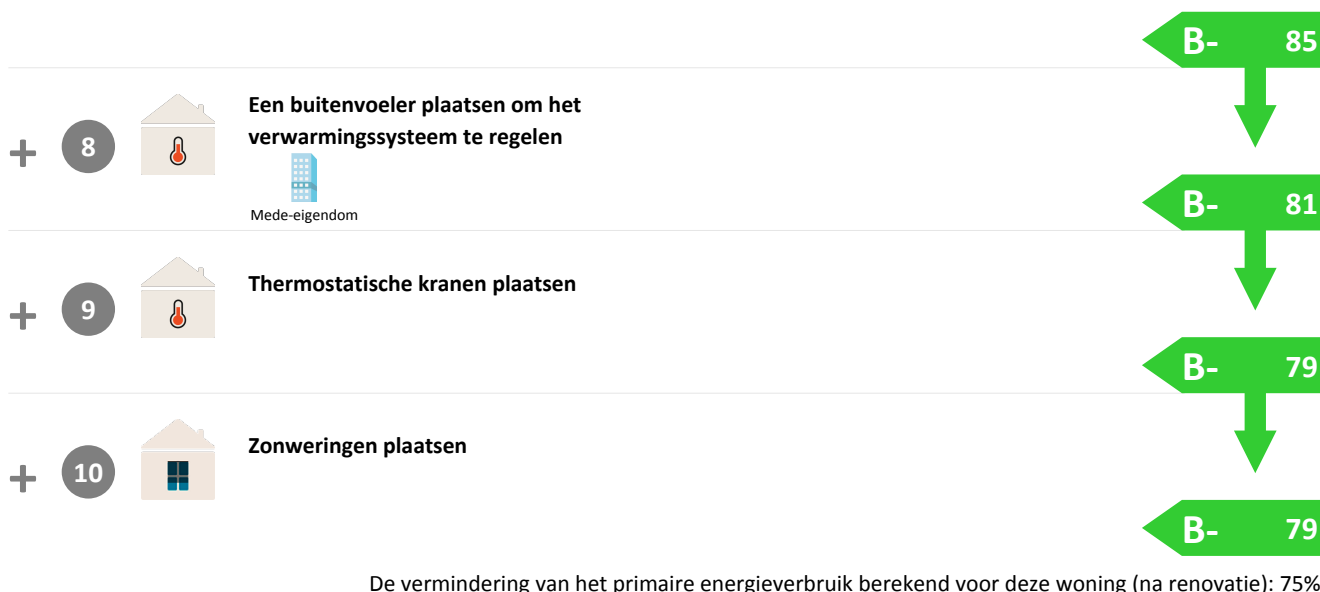 B- 85
+ 8 Een buitenvoeler plaatsen om het
verwarmingssysteem te regelen
Mede-eigendom
B- 81
+ 9 Thermostatische kranen plaatsen
B- 79
+ 10 Zonweringen plaatsen
B- 79
De vermindering van het primaire energieverbruik berekend voor deze woning (na renovatie): 75%